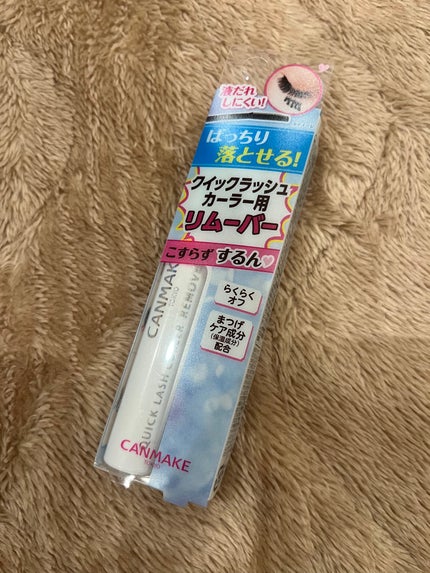 液だれ
しにくい!
ばっちり
落とせる!
クイックラッシュ
カーラー用
リムーバー
こすらず するん♡
らくらく
オフ
まつげ
ケア成分
(保湿成分)
配合
CANMAKE
TOKYO
QUICK LASH CURLER REMOVER
CANMAKE
TOKYO